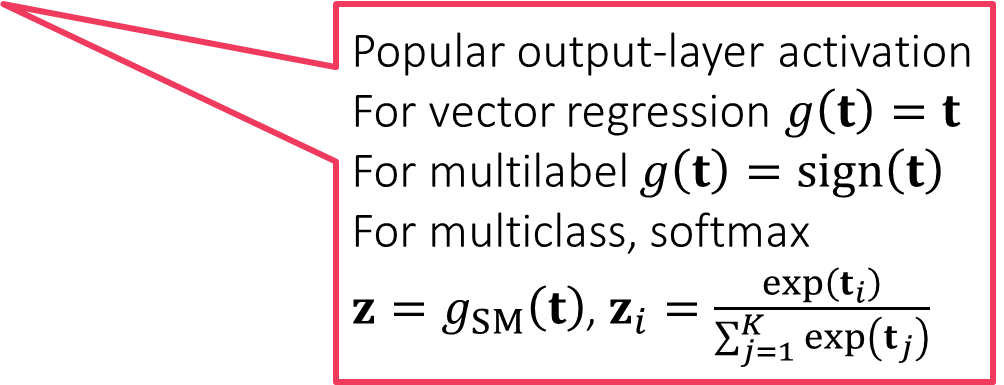 Popular output-layer activation
For vector regression g(𝐭) = 𝐭
For multilabel g(𝐭) = sign(𝐭)
For multiclass, softmax
𝐳 = g_SM(𝐭), 𝐳_i = exp(𝐭_i) / ∑_{j=1}^{K} exp(𝐭_j)